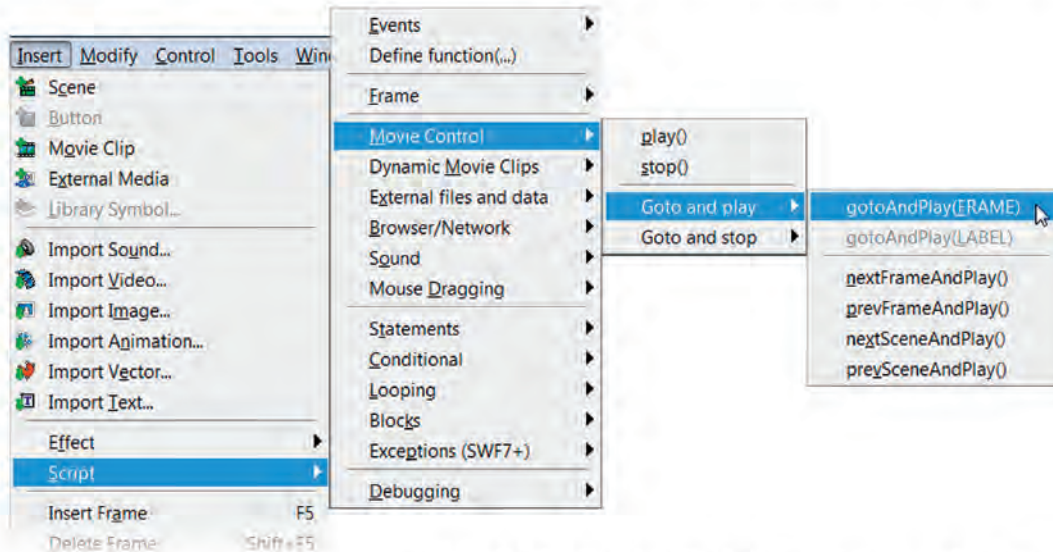 Insert Modify Control Tools Win
Scene
Button
Movie Clip
External Media
Library Symbol...
Import Sound...
Import Video...
Import Image...
Import Animation...
Import Vector...
Import Text...
Effect
Script
Insert Frame F5
Delete Frame Shift+F5
Events
Define function(...)
Frame
Movie Control
Dynamic Movie Clips
External files and data
Browser/Network
Sound
Mouse Dragging
Statements
Conditional
Looping
Blocks
Exceptions (SWF7+)
Debugging
play()
stop()
Goto and play
Goto and stop
gotoAndPlay(FRAME)
gotoAndPlay(LABEL)
nextFrameAndPlay()
prevFrameAndPlay()
nextSceneAndPlay()
prevSceneAndPlay()